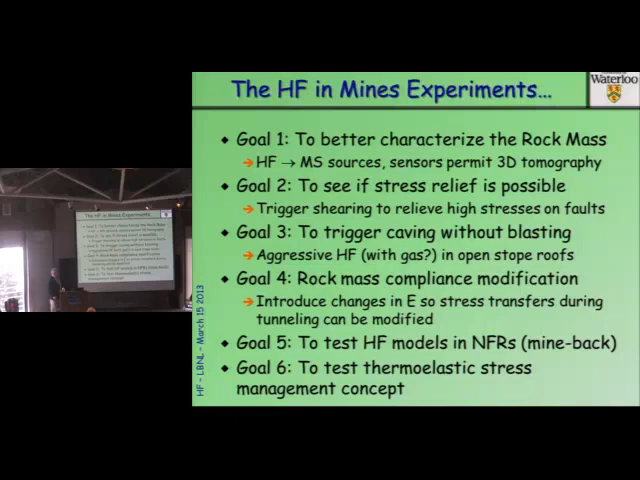 The HF in Mines Experiments...
Waterloo
◆ Goal 1: To better characterize the Rock Mass
→ HF → MS sources, sensors permit 3D tomography
◆ Goal 2: To see if stress relief is possible
→ Trigger shearing to relieve high stresses on faults
◆ Goal 3: To trigger caving without blasting
→ Aggressive HF (with gas?) in open stope roofs
◆ Goal 4: Rock mass compliance modification
→ Introduce changes in E so stress transfers during
tunneling can be modified
◆ Goal 5: To test HF models in NFRs (mine-back)
◆ Goal 6: To test thermoelastic stress
management concept
HF - LBNL - March 15 2013